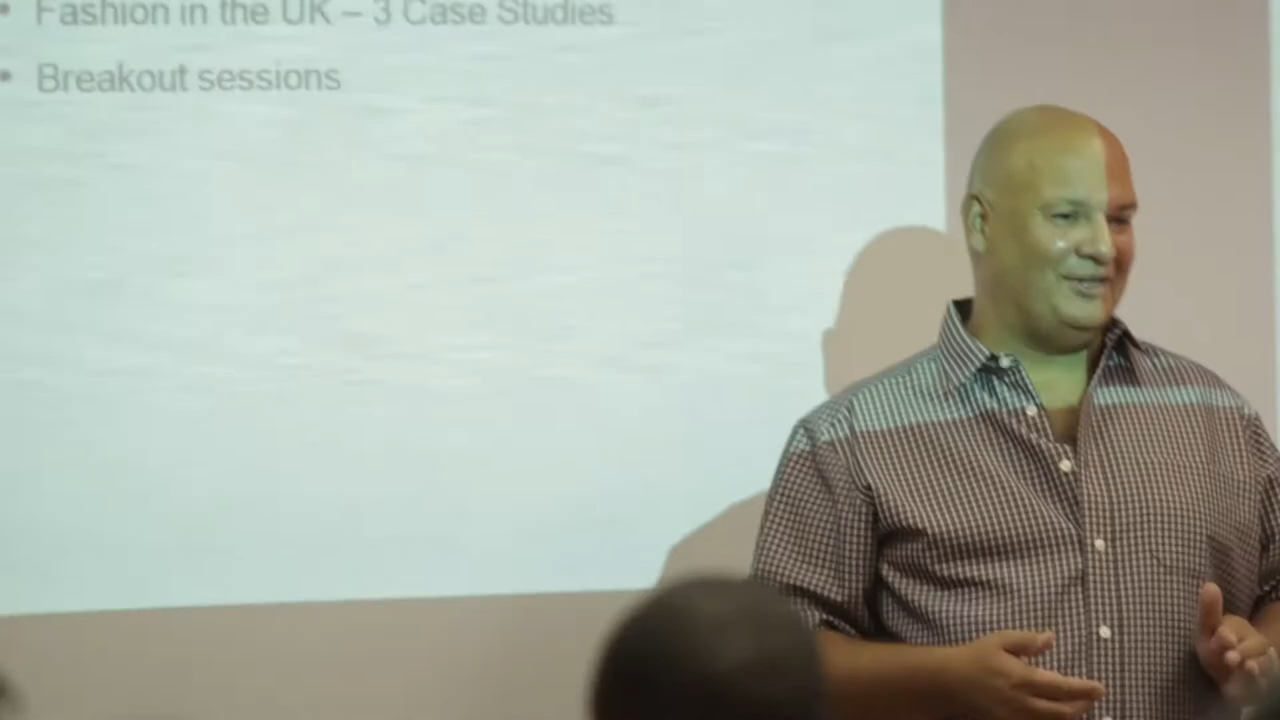 • Fashion in the UK – 3 Case Studies
• Breakout sessions